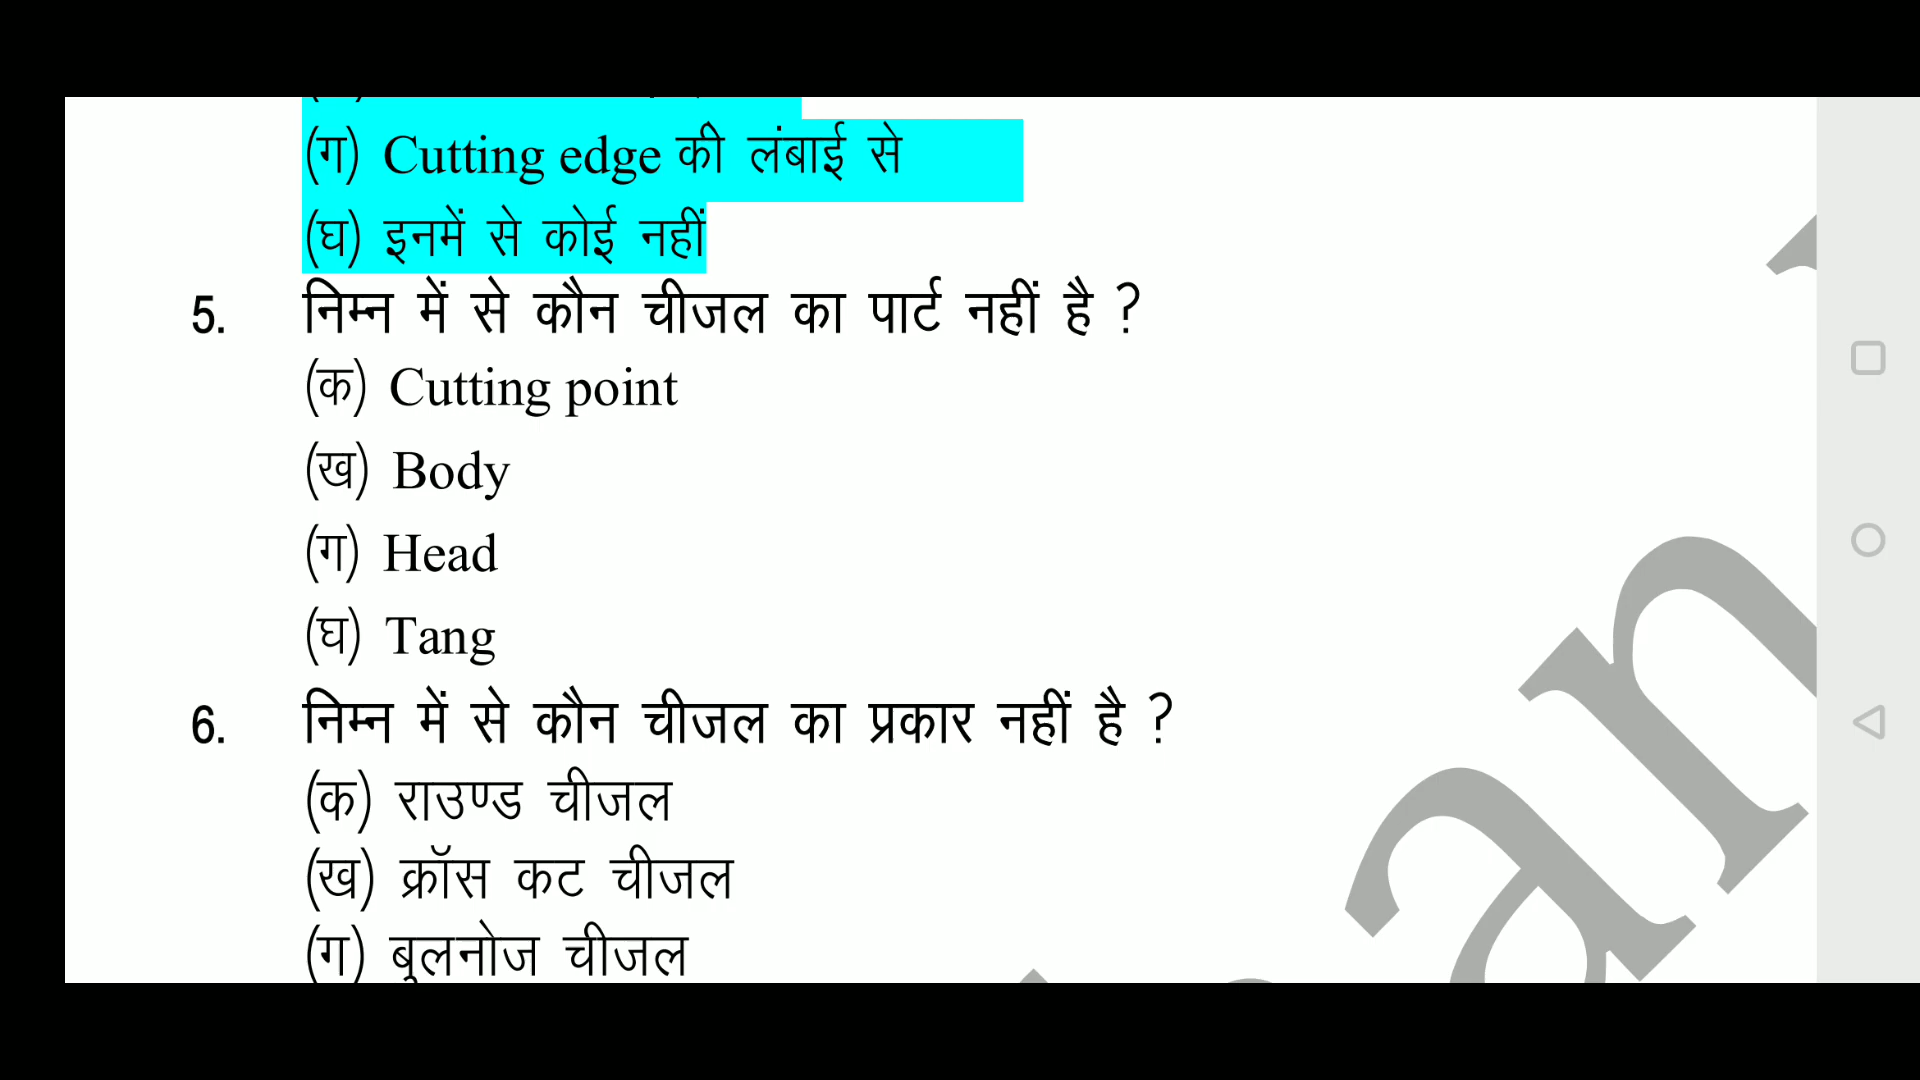 (ग) Cutting edge की लंबाई से
(घ) इनमें से कोई नहीं
5. निम्न में से कौन चीजल का पार्ट नहीं है ?
(क) Cutting point
(ख) Body
(ग) Head
(घ) Tang
6. निम्न में से कौन चीजल का प्रकार नहीं है ?
(क) राउण्ड चीजल
(ख) क्रॉस कट चीजल
(ग) बुलनोज चीजल
an